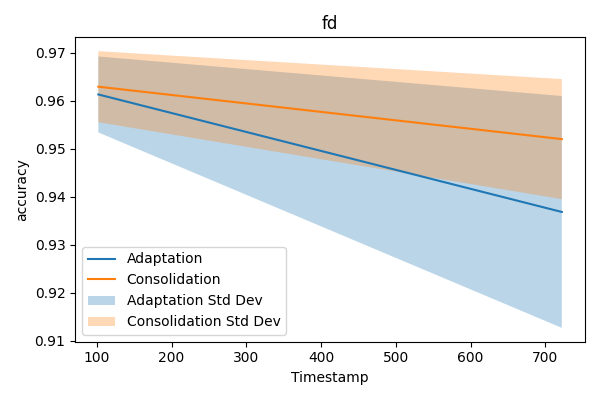 fd
accuracy
0.97
0.96
0.95
0.94
0.93
0.92
0.91
Adaptation
Consolidation
Adaptation Std Dev
Consolidation Std Dev
100 200 300 400 500 600 700
Timestamp